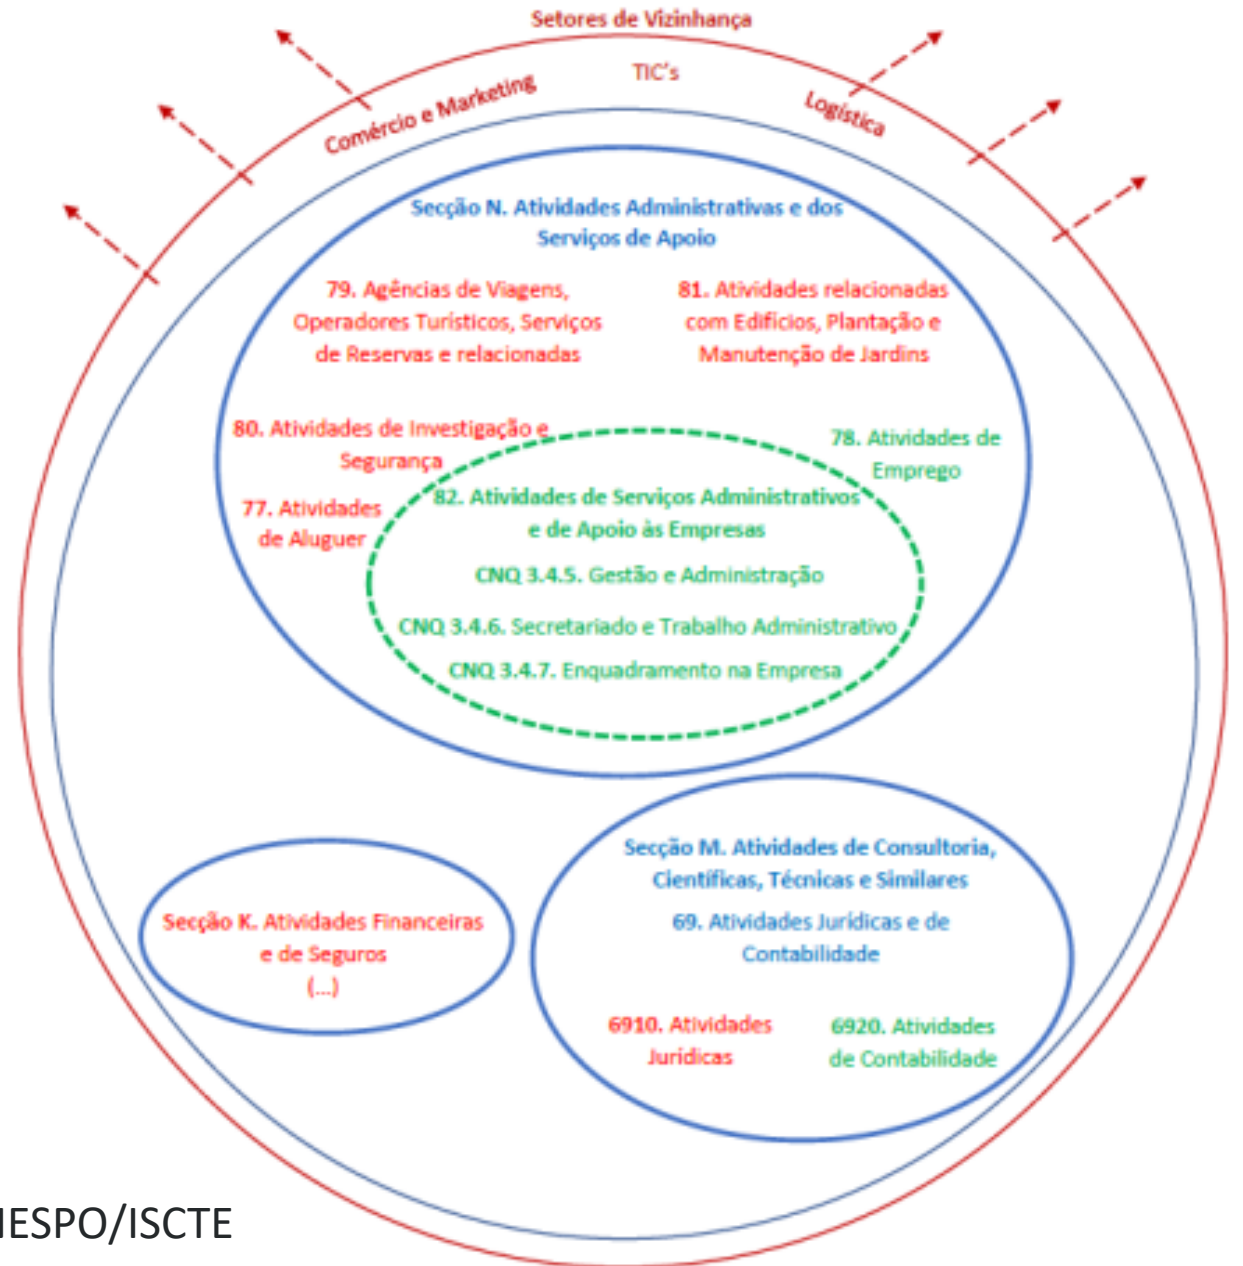 Setores de Vizinhança
TIC's
Comércio e Marketing
Logística
Secção N. Atividades Administrativas e dos
Serviços de Apoio
79. Agências de Viagens,
Operadores Turísticos, Serviços
de Reservas e relacionadas
81. Atividades relacionadas
com Edifícios, Plantação e
Manutenção de Jardins
80. Atividades de Investigação e
Segurança
78. Atividades de
Emprego
77. Atividades
de Aluguer
82. Atividades de Serviços Administrativos
e de Apoio às Empresas
CNQ 3.4.5. Gestão e Administração
CNQ 3.4.6. Secretariado e Trabalho Administrativo
CNQ 3.4.7. Enquadramento na Empresa
Secção K. Atividades Financeiras
e de Seguros
(...)
Secção M. Atividades de Consultoria,
Científicas, Técnicas e Similares
69. Atividades Jurídicas e de
Contabilidade
6910. Atividades
Jurídicas
6920. Atividades
de Contabilidade
IESPO/ISCTE